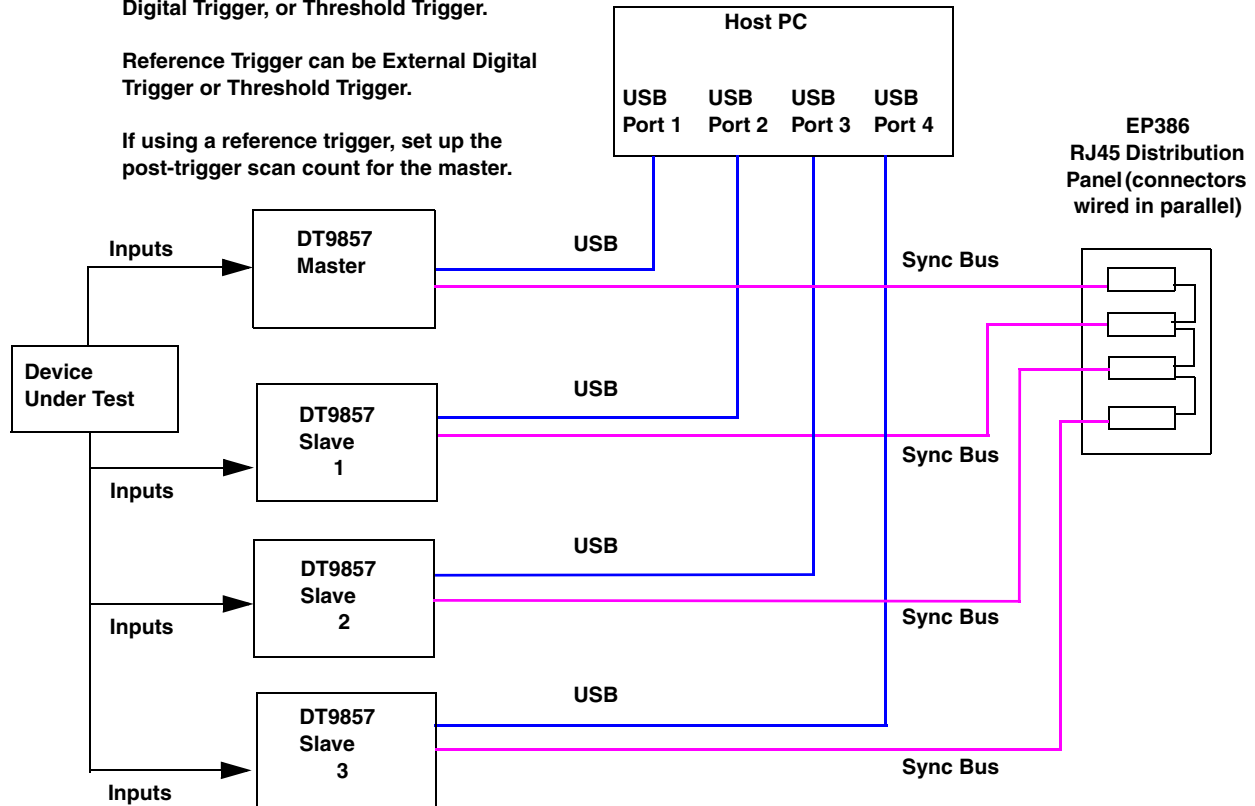 Digital Trigger, or Threshold Trigger.
Reference Trigger can be External Digital
Trigger or Threshold Trigger.
If using a reference trigger, set up the
post-trigger scan count for the master.
Host PC
USB
Port 1
USB
Port 2
USB
Port 3
USB
Port 4
EP386
RJ45 Distribution
Panel (connectors
wired in parallel)
Inputs
DT9857
Master
USB
Sync Bus
Device
Under Test
DT9857
Slave
1
USB
Sync Bus
Inputs
DT9857
Slave
2
USB
Sync Bus
Inputs
DT9857
Slave
3
USB
Sync Bus
Inputs